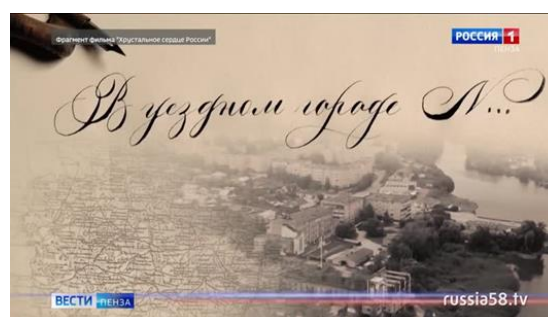 Фрагмент фильма "Хрустальное сердце России"
РОССИЯ 1
ПЕНЗА
В уездном городе N...
ВЕСТИ ПЕНЗА
russia58.tv